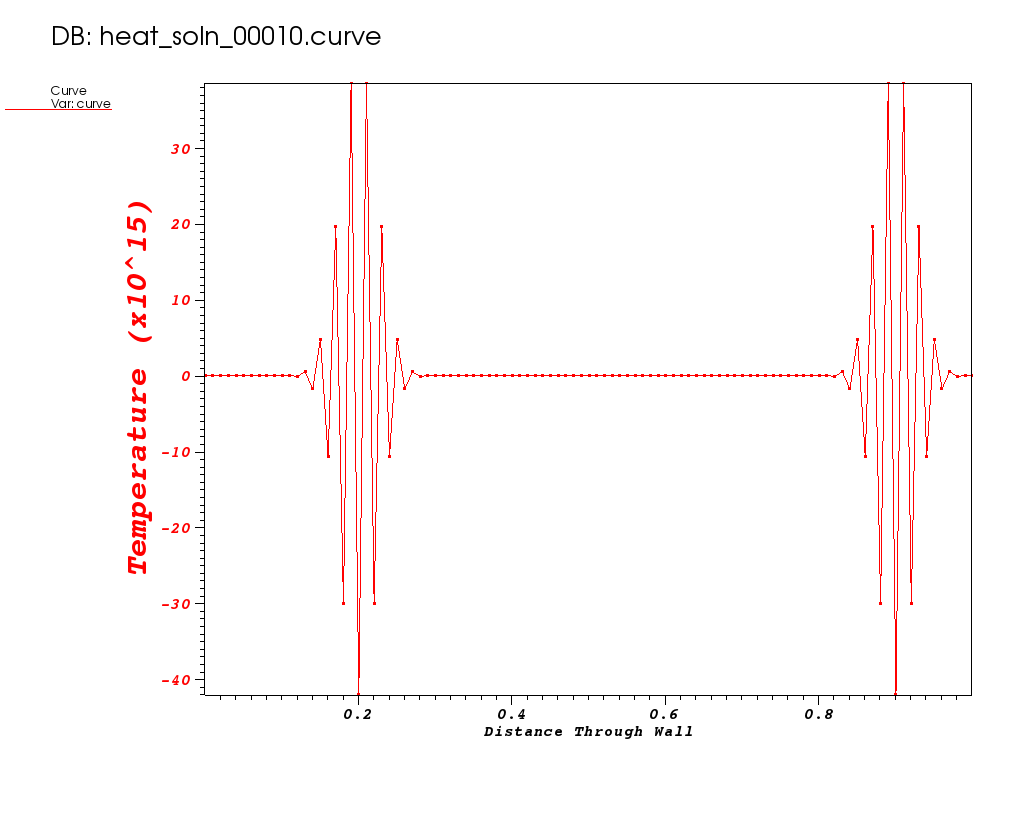 DB: heat_soln_00010.curve
Curve
Var: curve
Temperature (x10^15)
30
20
10
0
-10
-20
-30
-40
0.2 0.4 0.6 0.8
Distance Through Wall